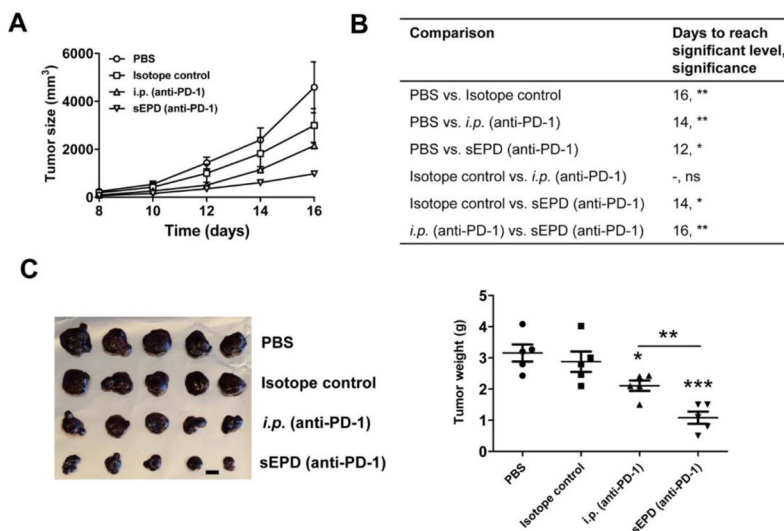 A
Tumor size (mm³)
6000
4000
2000
0
PBS
Isotope control
i.p. (anti-PD-1)
sEPD (anti-PD-1)
8 10 12 14 16
Time (days)
B
Comparison Days to reach
significant level,
significance
PBS vs. Isotope control 16, **
PBS vs. i.p. (anti-PD-1) 14, **
PBS vs. sEPD (anti-PD-1) 12, *
Isotope control vs. i.p. (anti-PD-1) -, ns
Isotope control vs. sEPD (anti-PD-1) 14, *
i.p. (anti-PD-1) vs. sEPD (anti-PD-1) 16, **
C
PBS
Isotope control
i.p. (anti-PD-1)
sEPD (anti-PD-1)
Tumor weight (g)
5
4
3
2
1
0
**
*
***
PBS
Isotope control
i.p. (anti-PD-1)
sEPD (anti-PD-1)